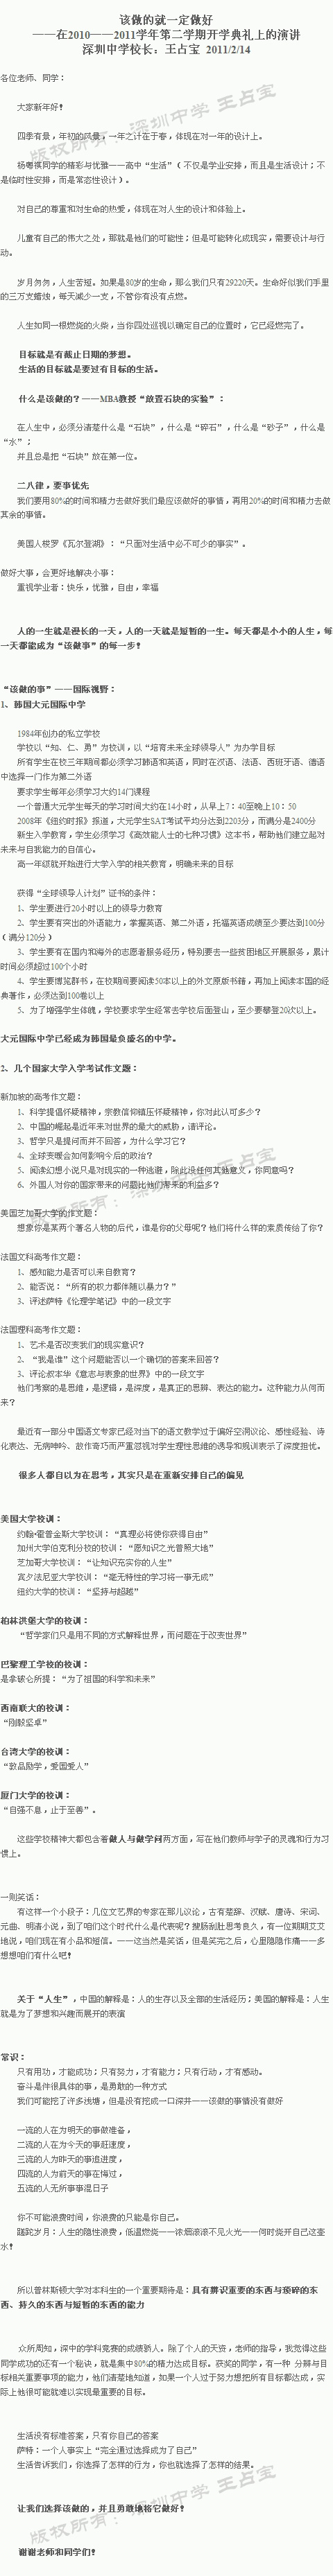 该做的就一定做好
——在2010——2011学年第二学期开学典礼上的演讲
深圳中学校长：王占宝 2011/2/14
各位老师、同学：
大家新年好！
四季有景，年初的风景，一年之计在于春，体现在对一年的设计上。
杨粤祺同学的精彩与优雅——高中“生活”（不仅是学业安排，而且是生活设计；不
是临时性安排，而是常态性设计）。
对自己的尊重和对生命的热爱，体现在对人生的设计和体验上。
儿童有自己的伟大之处，那就是他们的可能性；但是可能转化成现实，需要设计与行
动。
岁月匆匆，人生苦短。如果是80岁的生命，那么我们只有29220天。生命好似我们手里
的三万支蜡烛，每天减少一支，不管你有没有点燃。
人生如同一根燃烧的火柴，当你四处巡视以确定自己的位置时，它已经燃完了。
目标就是有截止日期的梦想。
生活的目标就是要过有目标的生活。
什么是该做的？——MBA教授“放置石块的实验”：
在人生中，必须分清楚什么是“石块”，什么是“碎石”，什么是“砂子”，什么是
“水”；
并且总是把“石块”放在第一位。
二八律，要事优先
我们要用80%的时间和精力去做好我们最应该做好的事情，再用20%的时间和精力去做
其余的事情。
美国人梭罗《瓦尔登湖》：“只面对生活中必不可少的事实”。
做好大事，会更好地解决小事：
重视学业者：快乐，优雅，自由，幸福
人的一生就是漫长的一天，人的一天就是短暂的一生。每天都是小小的人生，每
一天都能成为“该做事”的每一步！
“该做的事”——国际视野：
1、韩国大元国际中学
1984年创办的私立学校
学校以“知、仁、勇”为校训，以“培育未来全球领导人”为办学目标
所有学生在校三年期间都必须学习韩语和英语，同时在汉语、法语、西班牙语、德语
中选择一门作为第二外语
要求学生每年必须学习大约14门课程
一个普通大元学生每天的学习时间大约在14小时，从早上7：40至晚上10：50
2008年《纽约时报》报道，大元学生SAT考试平均分达到2203分，而满分是2400分
新生入学教育，学生必须学习《高效能人士的七种习惯》这本书，帮助他们建立起对
未来与自我能力的自信心。
高一年级就开始进行大学入学的相关教育，明确未来的目标
获得“全球领导人计划”证书的条件：
1、学生要进行20小时以上的领导力教育
2、学生要有突出的外语能力，掌握英语、第二外语，托福英语成绩至少要达到100分
（满分120分）
3、学生要有在国内和海外的志愿者服务经历，特别要去一些贫困地区开展服务，累计
时间必须超过100个小时
4、学生要博览群书，在校期间要阅读50本以上的外文原版书籍，再加上阅读本国的经
典著作，必须达到100卷以上
5、为了增强学生体魄，学校要求学生经常去学校后面登山，至少要攀登20次以上。
大元国际中学已经成为韩国最负盛名的中学。
2、几个国家大学入学考试作文题：
新加坡的高考作文题：
1、科学提倡怀疑精神，宗教信仰镇压怀疑精神，你对此认可多少？
2、中国的崛起是近年来对世界的最大的威胁，请评论。
3、哲学只是提问而并不回答，为什么学习它？
4、全球变暖会如何影响今后的政治？
5、阅读幻想小说只是对现实的一种逃避，除此没任何其他意义，你同意吗？
6、外国人对你的国家带来的问题比他们带来的利益多？
美国芝加哥大学的作文题：
想象你是某两个著名人物的后代，谁是你的父母呢？他们将什么样的素质传给了你？
法国文科高考作文题：
1、感知能力是否可以来自教育？
2、能否说：“所有的权力都伴随以暴力？”
3、评述萨特《伦理学笔记》中的一段文字
法国理科高考作文题：
1、艺术是否改变我们的现实意识？
2、“我是谁”这个问题能否以一个确切的答案来回答？
3、评论叔本华《意志与表象的世界》中的一段文字
他们考察的是思维，是逻辑，是深度，是真正的思辨、表达的能力。这种能力从何而
来？
最近有一部分中国语文专家已经对当下的语文教学过于偏好空洞议论、感性经验、诗
化表达、无病呻吟、故作奇巧而严重忽视对学生理性思维的诱导和规训表示了深度担忧。
很多人都自以为在思考，其实只是在重新安排自己的偏见
美国大学校训：
约翰•霍普金斯大学校训：“真理必将使你获得自由”
加州大学伯克利分校的校训：“愿知识之光普照大地”
芝加哥大学校训：“让知识充实你的人生”
宾夕法尼亚大学校训：“毫无特性的学习将一事无成”
纽约大学的校训：“坚持与超越”
柏林洪堡大学的校训：
“哲学家们只是用不同的方式解释世界，而问题在于改变世界”
巴黎理工学校的校训：
是拿破仑所提：“为了祖国的科学和未来”
西南联大的校训：
“刚毅坚卓”
台湾大学的校训：
“敦品励学，爱国爱人”
厦门大学的校训：
“自强不息，止于至善”。
这些学校精神大都包含着做人与做学问两方面，写在他们教师与学子的灵魂和行为习
惯上。
一则笑话：
有这样一个小段子：几位文艺界的专家在那儿议论，古有楚辞、汉赋、唐诗、宋词、
元曲、明清小说，到了咱们这个时代什么是代表呢？搜肠刮肚思考良久，有一位期期艾艾
地说，咱们现在有小品和短信。——这当然是笑话，但是笑完之后，心里隐隐作痛——多
想想咱们有什么吧！
关于“人生”，中国的解释是：人的生存以及全部的生活经历；美国的解释是：人生
就是为了梦想和兴趣而展开的表演
常识：
只有用功，才能成功；只有努力，才有能力；只有行动，才有感动。
奋斗是件很具体的事，是勇敢的一种方式
我们可能挖了许多浅塘，但是没有挖成一口深井——该做的事情没有做好
一流的人在为明天的事做准备，
二流的人在为今天的事赶速度，
三流的人为昨天的事追进度，
四流的人为前天的事在悔过，
五流的人无所事事混日子
你不可能浪费时间，你浪费的只能是你自己。
蹉跎岁月：人生的隐性浪费，低温燃烧——浓烟滚滚不见火光——何时烧开自己这壶
水！
所以普林斯顿大学对本科生的一个重要期待是：具有辨识重要的东西与琐碎的东
西、持久的东西与短暂的东西的能力
众所周知，深中的学科竞赛的成绩骄人。除了个人的天资，老师的指导，我觉得这些
同学成功的还有一个秘诀，就是集中80%的精力达成目标。获奖的同学，有一种 分辨与目
标相关重要事项的能力，他们清楚地知道，如果一个人过于努力想把所有目标都达成，实
际上他很可能就难以实现最重要的目标。
生活没有标准答案，只有你自己的答案
萨特：一个人事实上“完全通过选择成为了自己”
生活告诉我们，你选择了怎样的行为，你也就选择了怎样的结果。
让我们选择该做的，并且勇敢地将它做好！
谢谢老师和同学们！
版权所有：深圳中学 王占宝
版权所有：深圳中学 王占宝
版权所有：深圳中学 王占宝